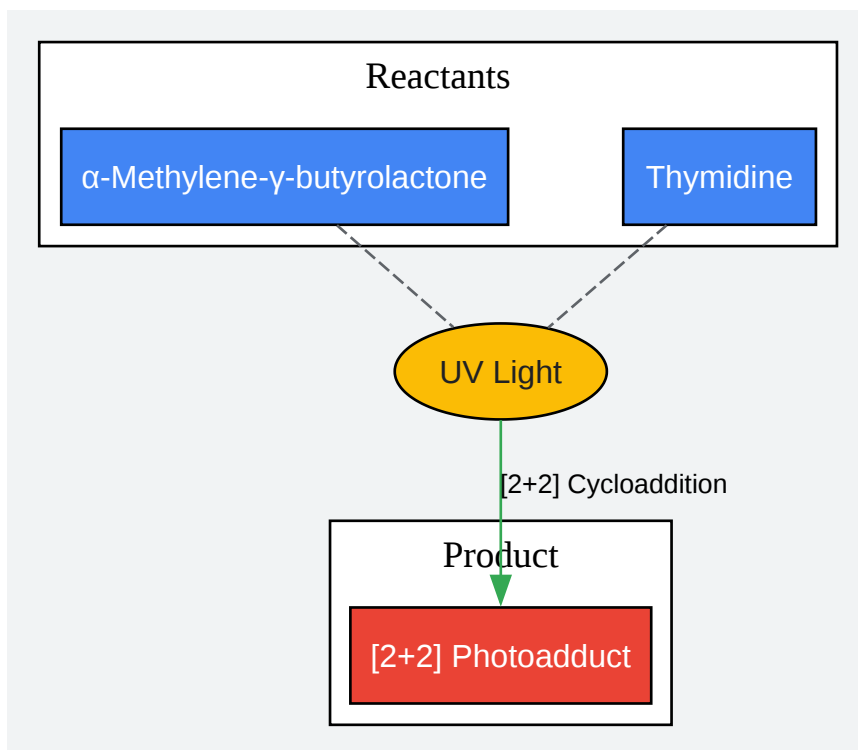 Reactants
α-Methylene-γ-butyrolactone
Thymidine
UV Light
[2+2] Cycloaddition
Product
[2+2] Photoadduct